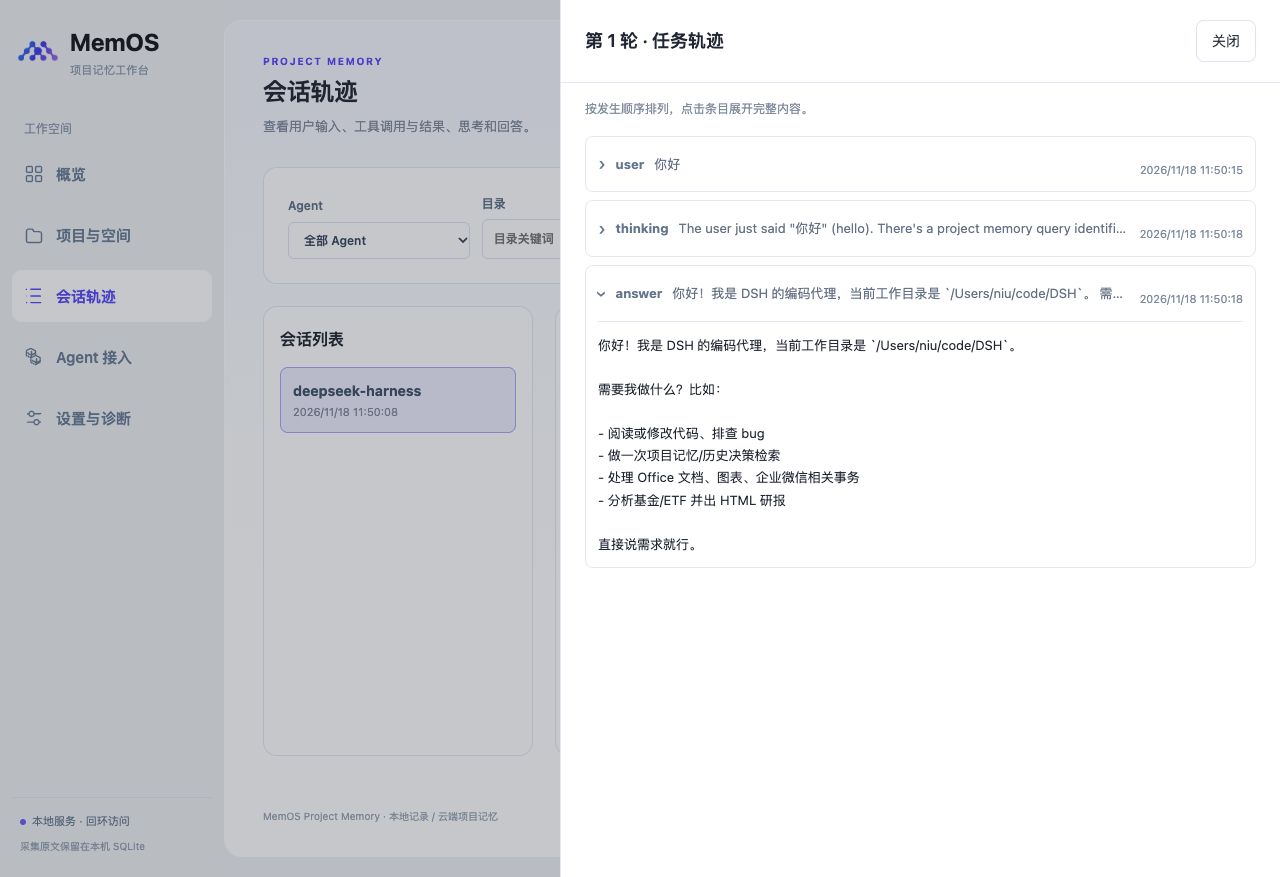 MemOS
项目记忆工作台
工作空间
概览
项目与空间
会话轨迹
Agent 接入
设置与诊断
本地服务 · 回环访问
采集原文保留在本机 SQLite
PROJECT MEMORY
会话轨迹
查看用户输入、工具调用与结果、思考和回答。
Agent
目录
全部 Agent
目录关键词
会话列表
deepseek-harness
2026/11/18 11:50:08
MemOS Project Memory · 本地记录 / 云端项目记忆
第 1 轮 · 任务轨迹
关闭
按发生顺序排列，点击条目展开完整内容。
user 你好 2026/11/18 11:50:15
thinking The user just said "你好" (hello). There's a project memory query identifi... 2026/11/18 11:50:18
answer 你好！我是 DSH 的编码代理，当前工作目录是 `/Users/niu/code/DSH`。 需... 2026/11/18 11:50:18
你好！我是 DSH 的编码代理，当前工作目录是 `/Users/niu/code/DSH`。
需要我做什么？比如：
- 阅读或修改代码、排查 bug
- 做一次项目记忆/历史决策检索
- 处理 Office 文档、图表、企业微信相关事务
- 分析基金/ETF 并出 HTML 研报
直接说需求就行。